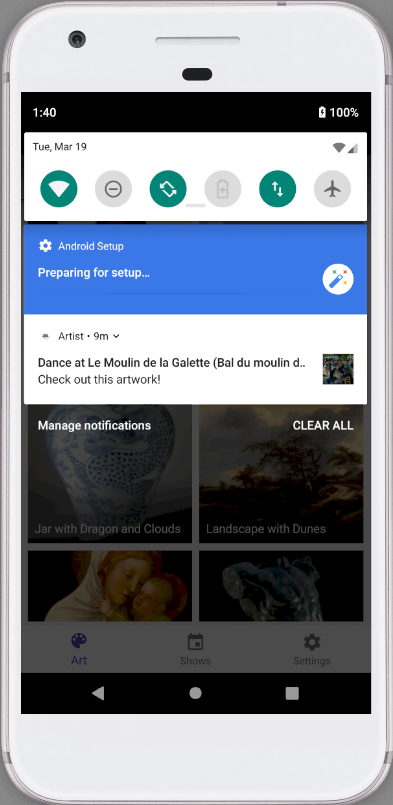 1:40
100%
Tue, Mar 19
Android Setup
Preparing for setup…
Artist • 9m
Dance at Le Moulin de la Galette (Bal du moulin d..
Check out this artwork!
Manage notifications
CLEAR ALL
Jar with Dragon and Clouds
Landscape with Dunes
Art
Shows
Settings